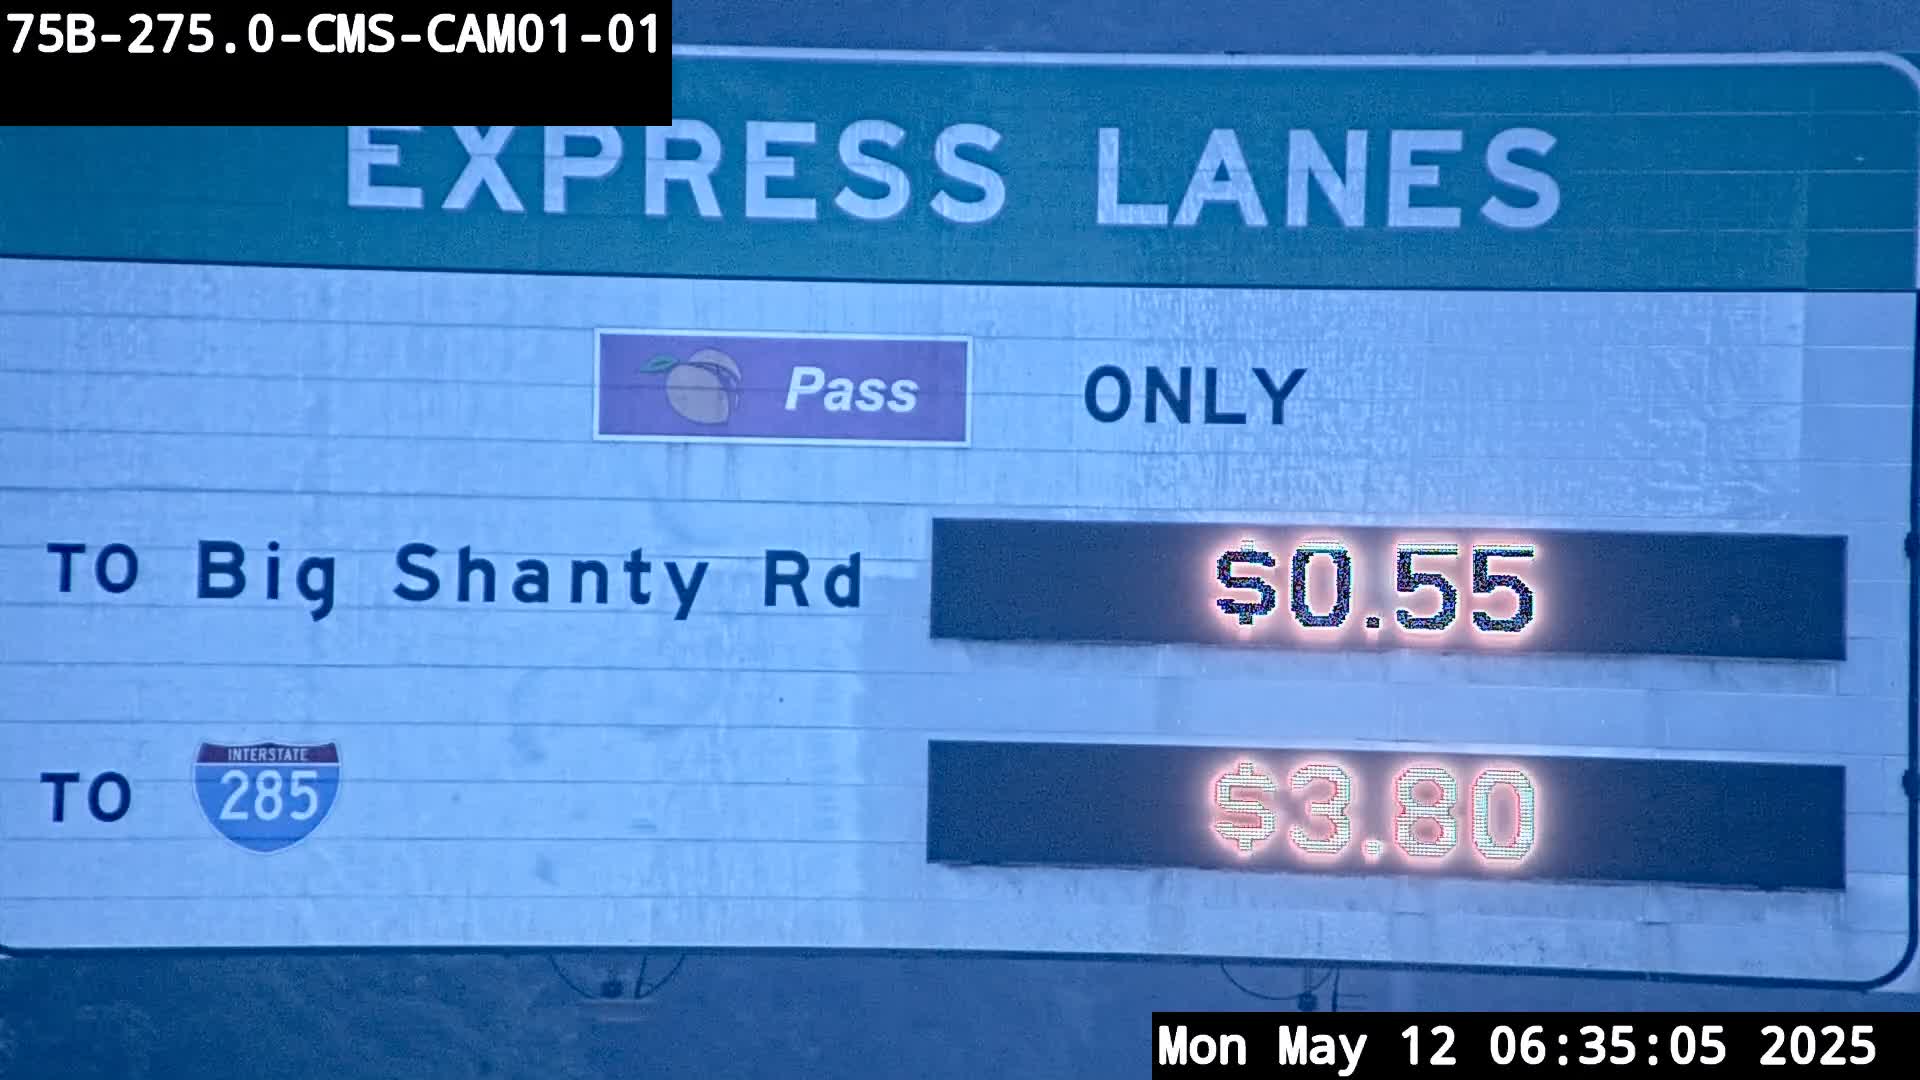 75B-275.0-CMS-CAM01-01
EXPRESS LANES
Pass ONLY
TO Big Shanty Rd $0.55
TO INTERSTATE 285 $3.80
Mon May 12 06:35:05 2025